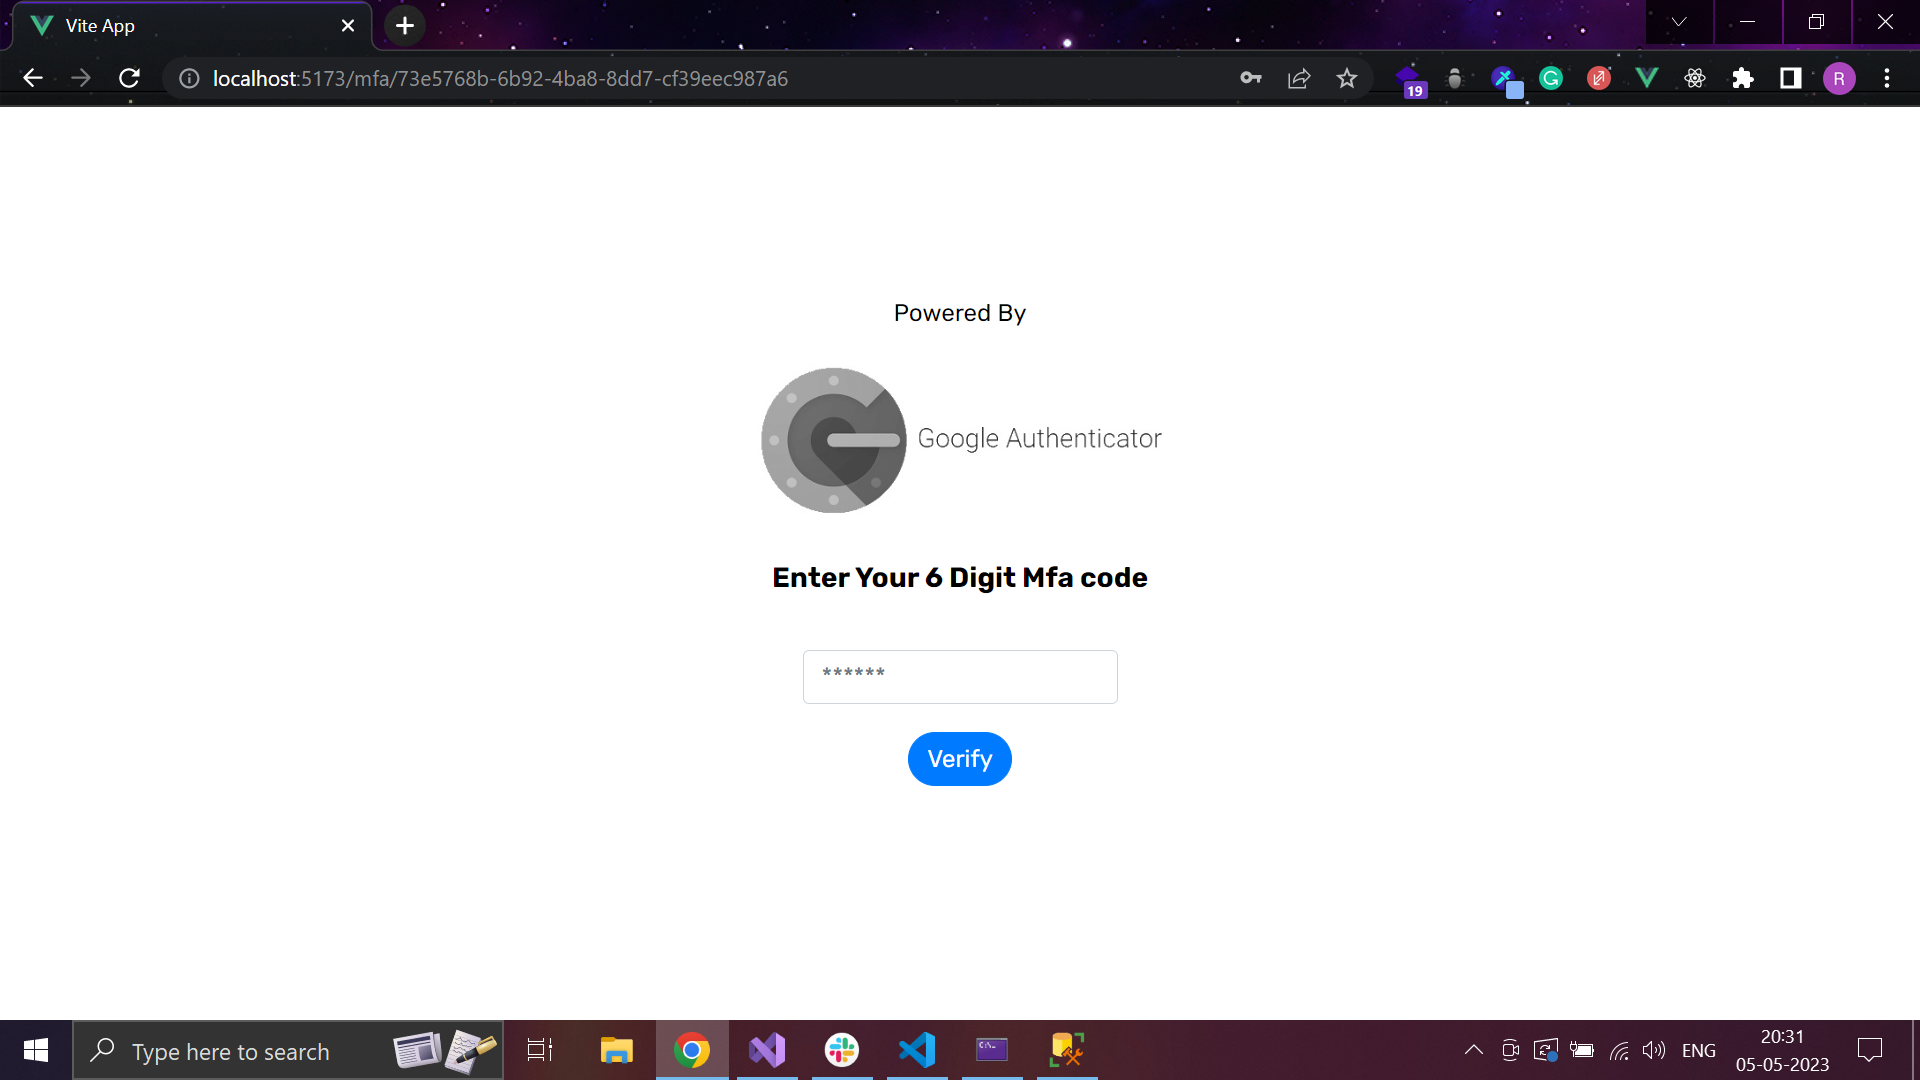 Vite App
localhost:5173/mfa/73e5768b-6b92-4ba8-8dd7-cf39eec987a6
19
R
Powered By
Google Authenticator
Enter Your 6 Digit Mfa code
******
Verify
Type here to search
ENG
20:31
05-05-2023